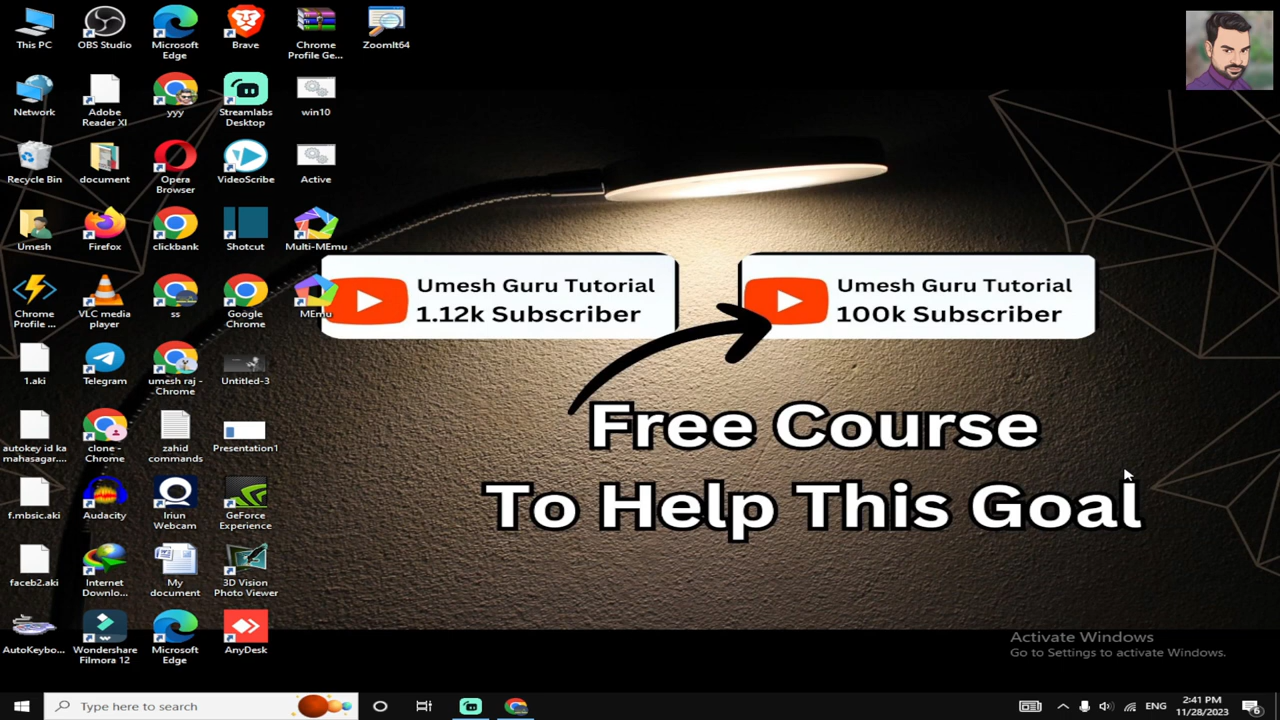 This PC
OBS Studio
Microsoft
Edge
Brave
Chrome
Profile Ge...
ZoomIt64
Network
Adobe
Reader XI
yyy
Streamlabs
Desktop
win10
Recycle Bin
document
Opera
Browser
VideoScribe
Active
Umesh
Firefox
clickbank
Shotcut
Multi-MEmu
Chrome
Profile ...
VLC media
player
ss
Google
Chrome
MEmu
Umesh Guru Tutorial
1.12k Subscriber
Umesh Guru Tutorial
100k Subscriber
1.aki
Telegram
umesh raj -
Chrome
Untitled-3
Free Course
To Help This Goal
autokey id ka
mahasagar....
clone -
Chrome
zahid
commands
Presentation1
f.mbsic.aki
Audacity
Iriun
Webcam
GeForce
Experience
faceb2.aki
Internet
Downlo...
My
document
3D Vision
Photo Viewer
AutoKeybo...
Wondershare
Filmora 12
Microsoft
Edge
AnyDesk
Activate Windows
Go to Settings to activate Windows.
Type here to search
ENG
2:41 PM
11/28/2023
6